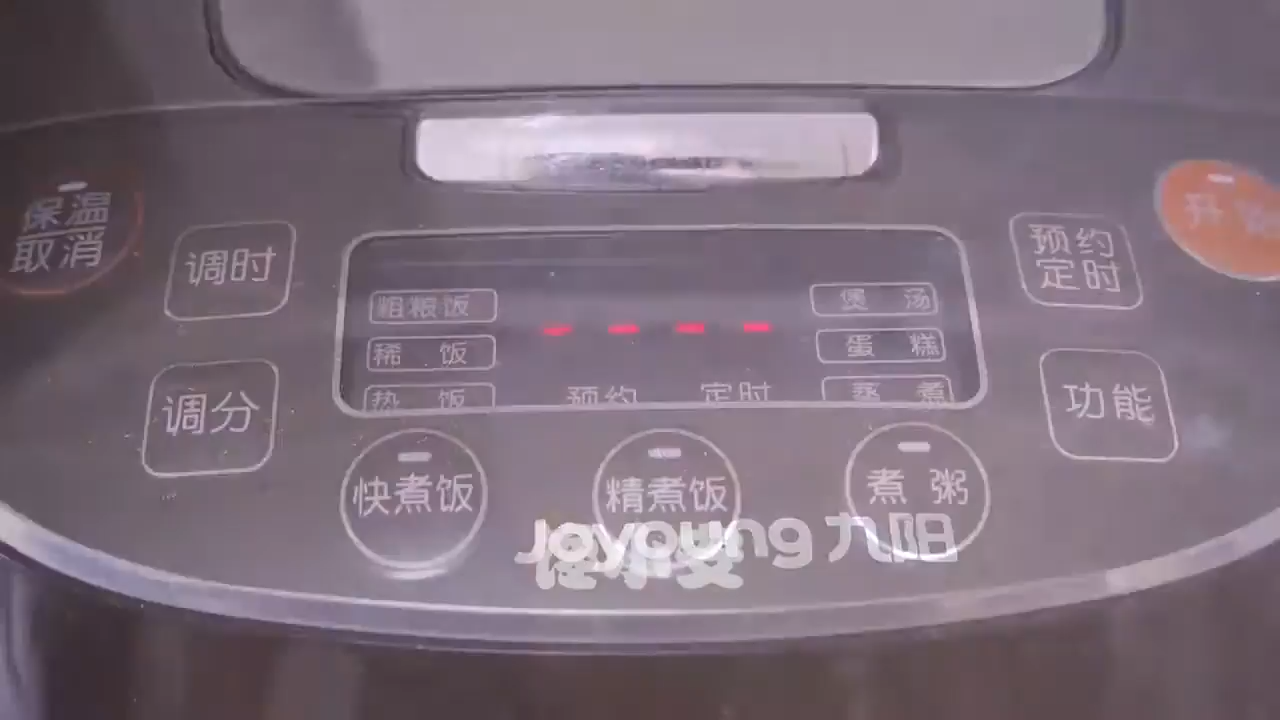 保温
取消
调时
调分
粗粮饭
稀 饭
热 饭
- - - -
预约 定时
煲 汤
蛋 糕
蒸 煮
预约
定时
功能
快煮饭
精煮饭
煮 粥
Joyoung 九阳